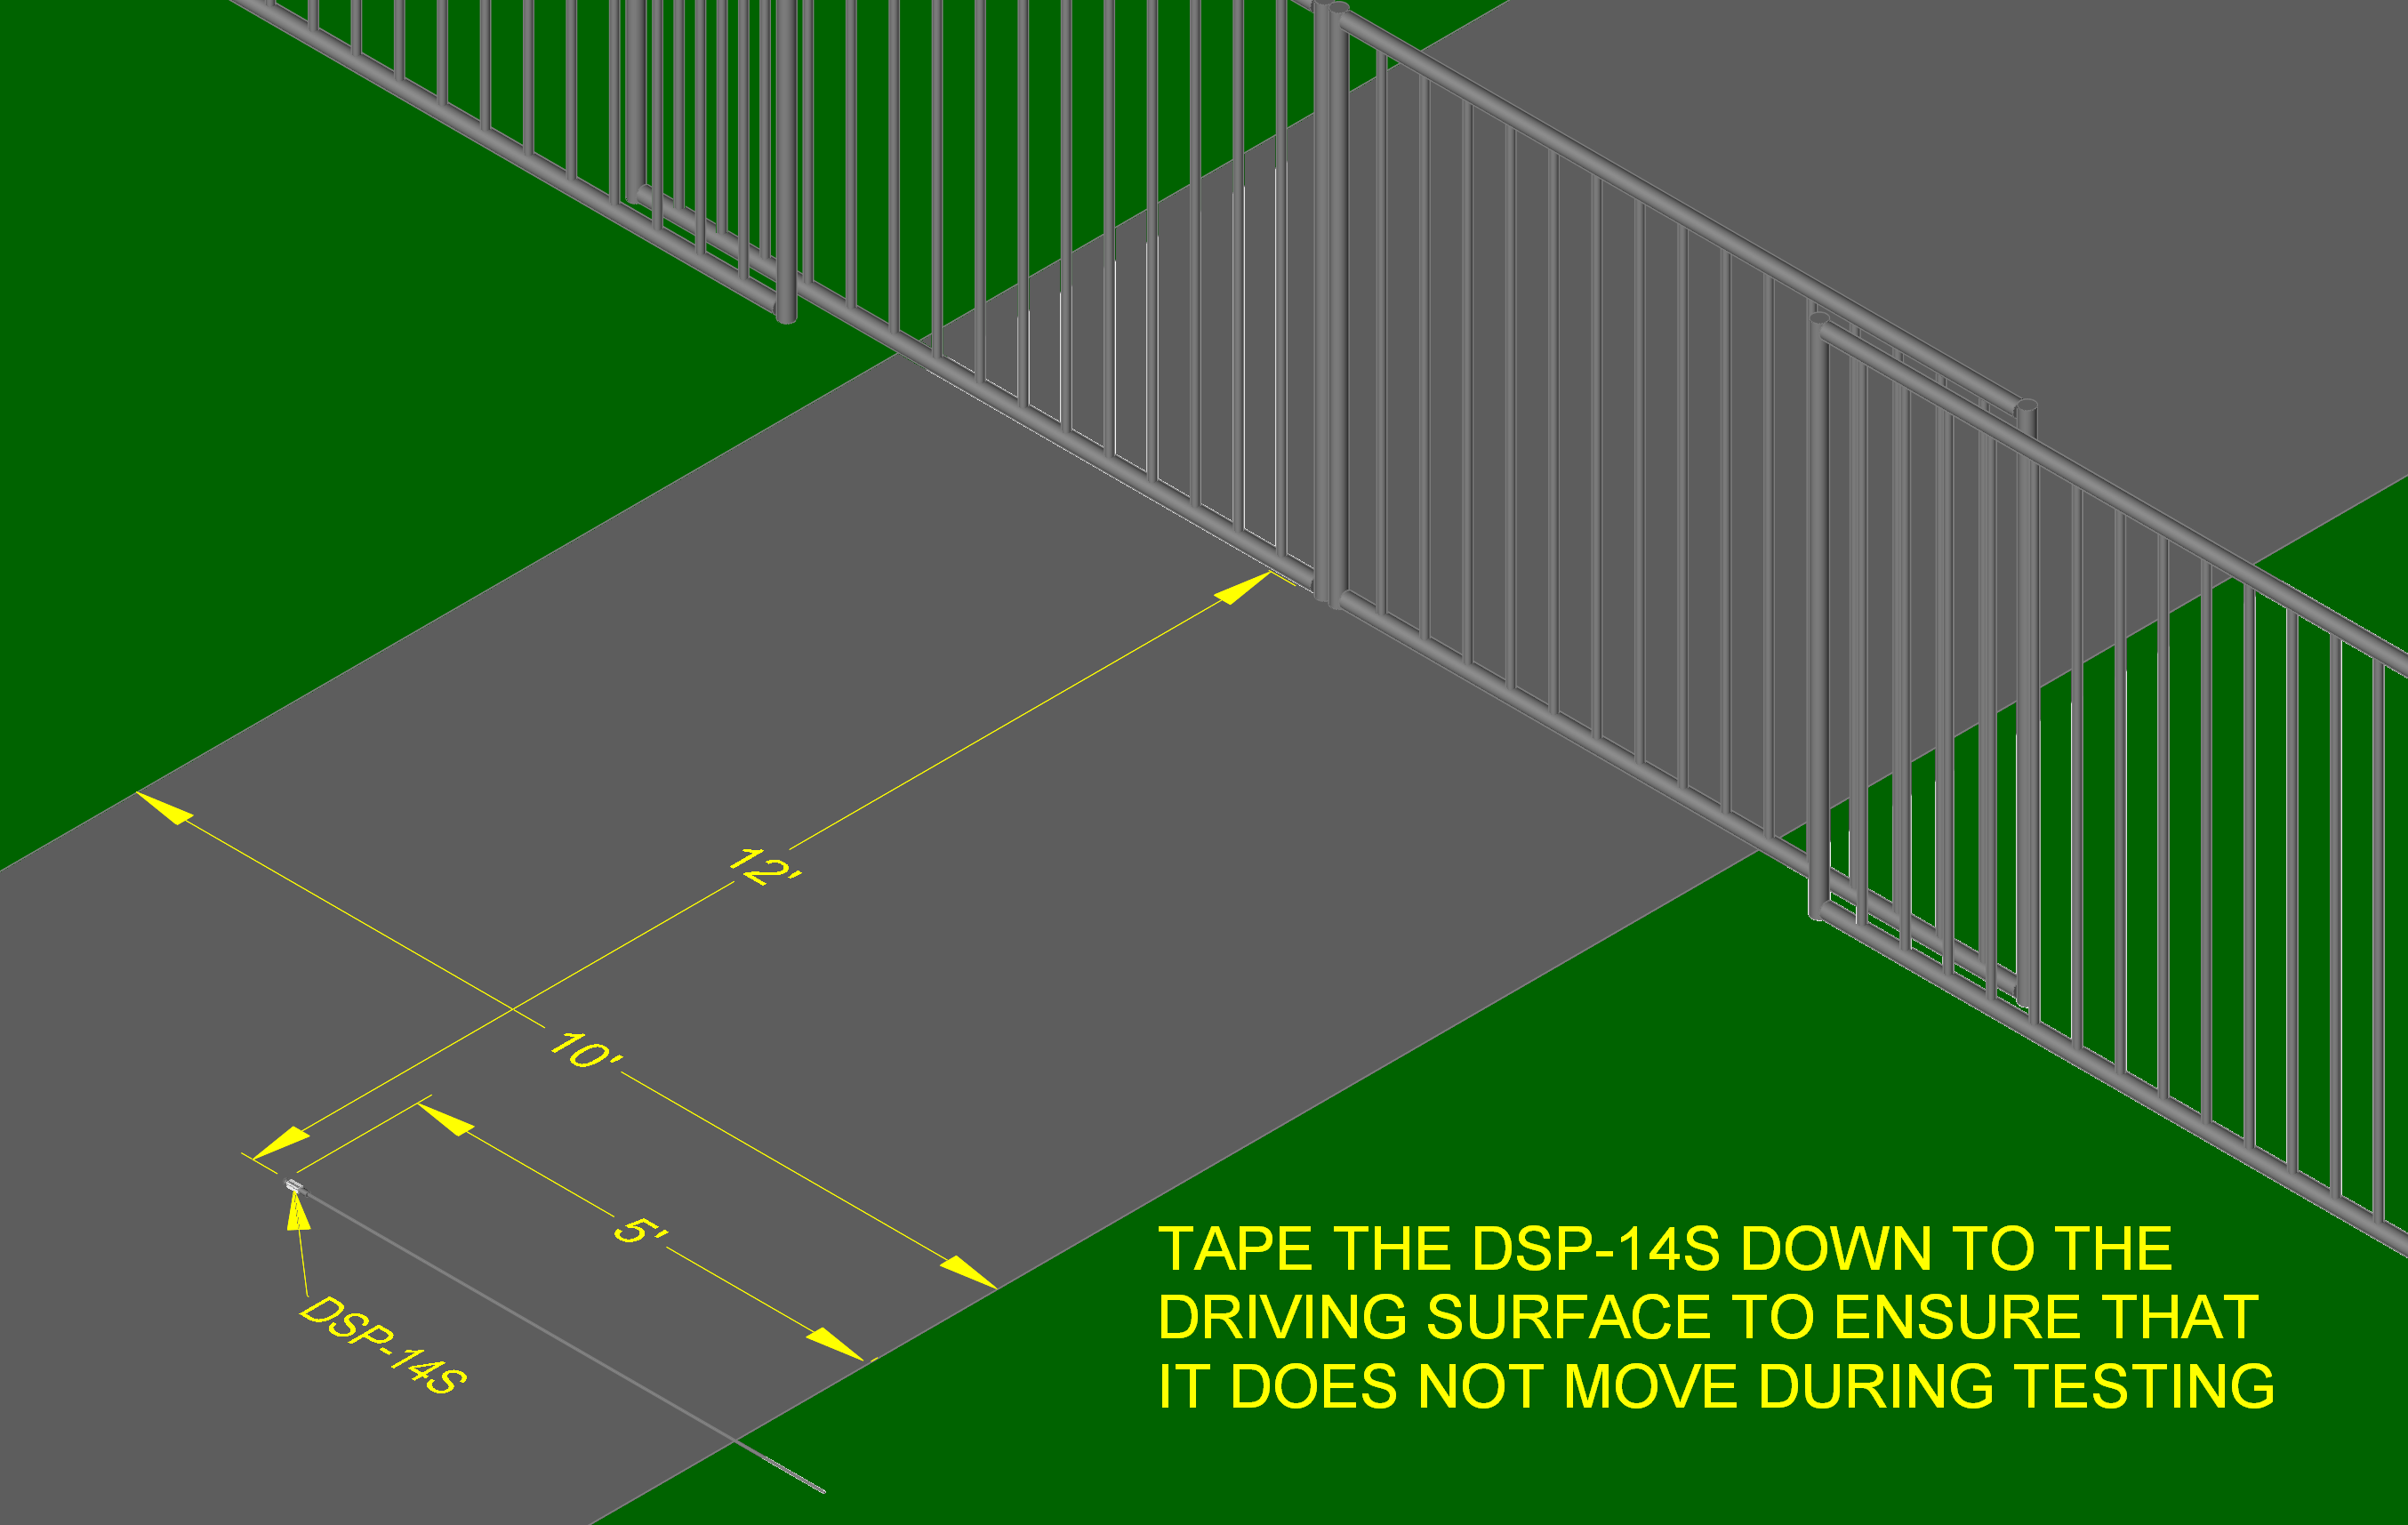 12'
10'
5'
DSP-14S
TAPE THE DSP-14S DOWN TO THE
DRIVING SURFACE TO ENSURE THAT
IT DOES NOT MOVE DURING TESTING